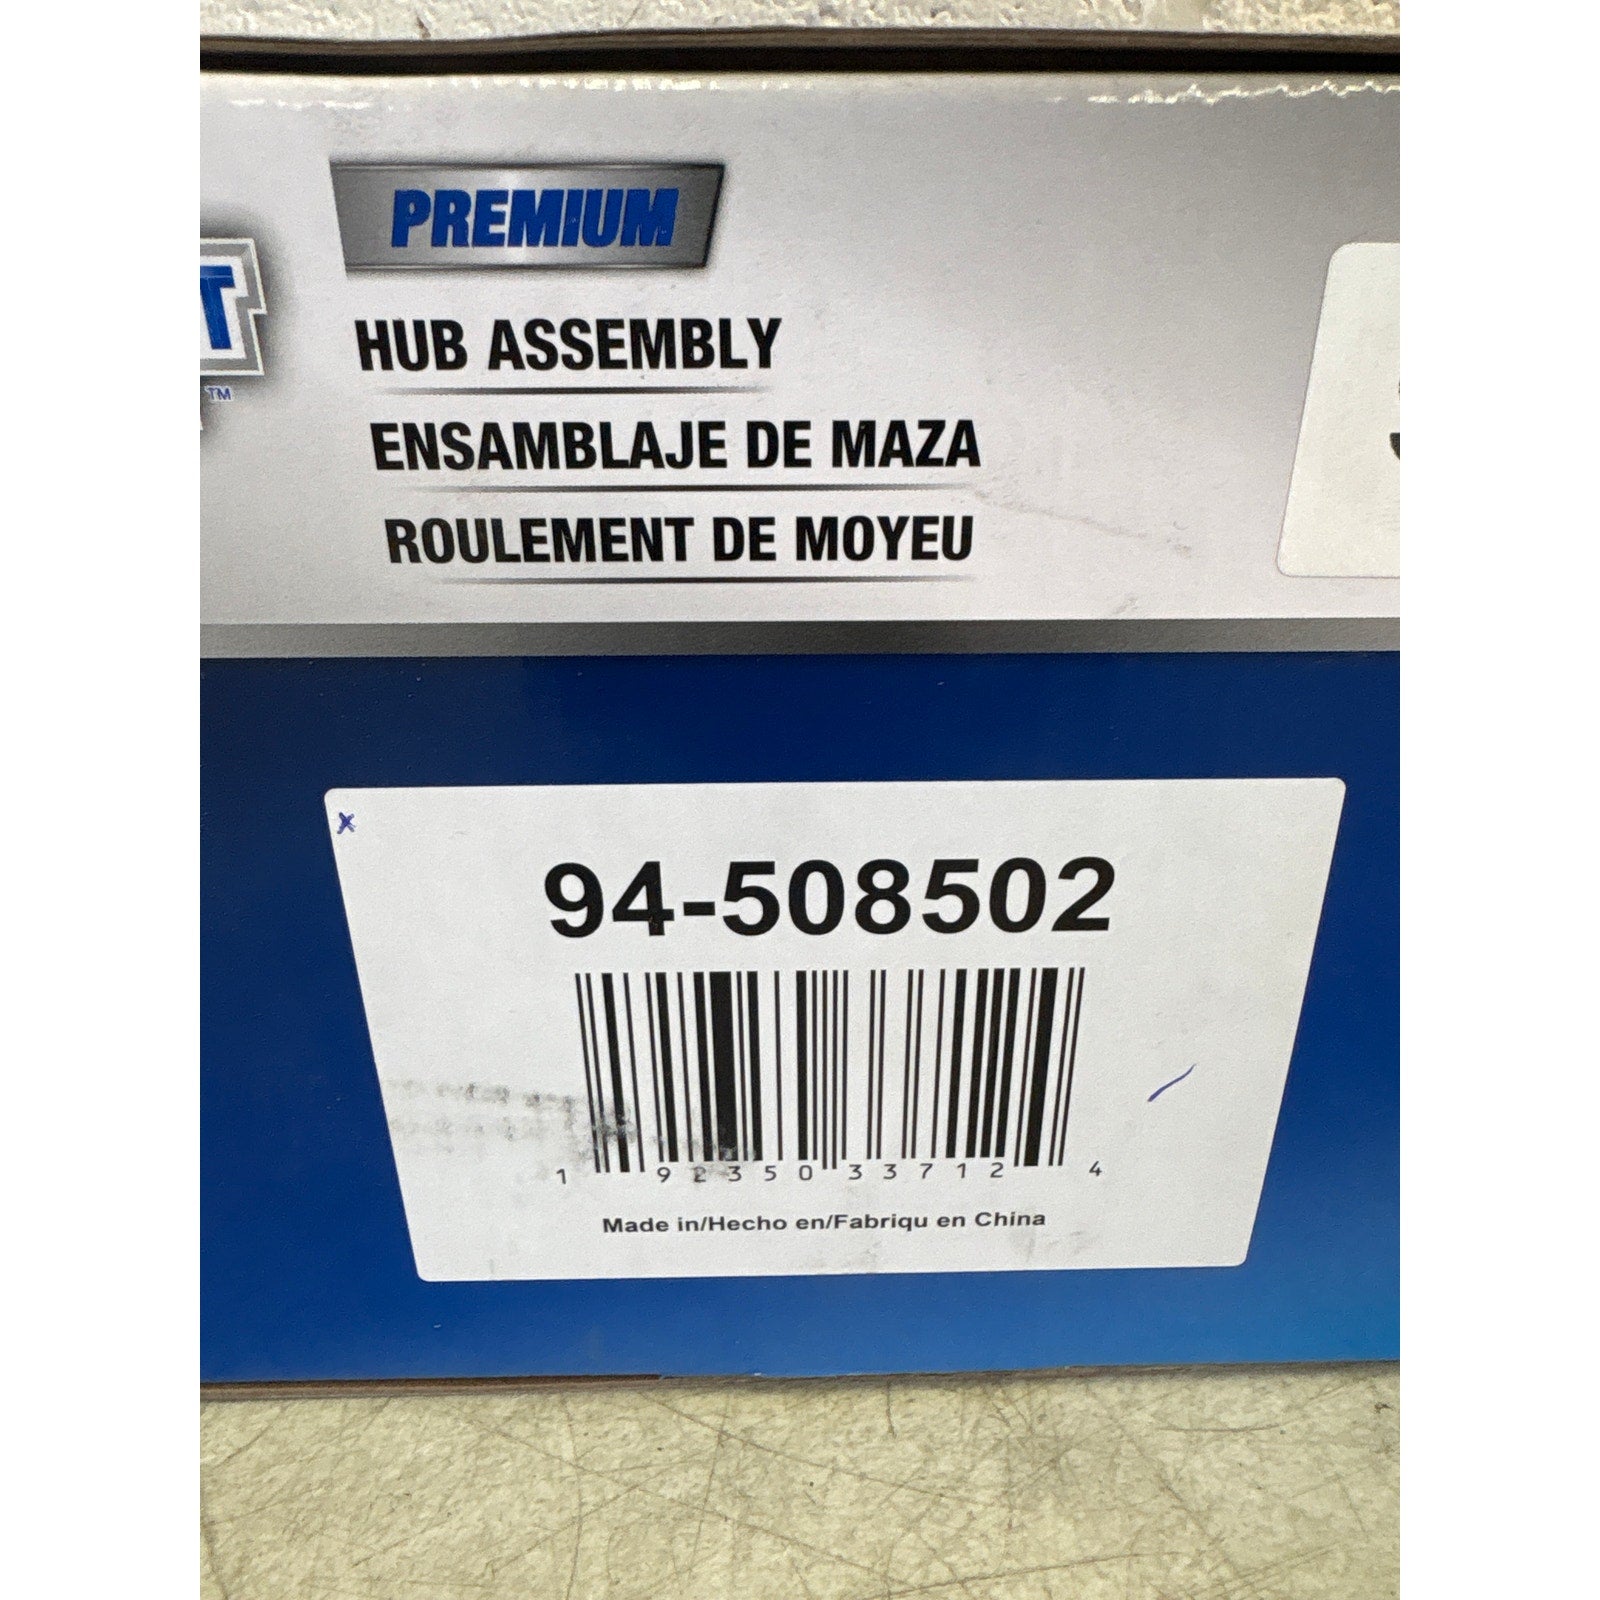 PREMIUM
T
™
HUB ASSEMBLY
ENSAMBLAJE DE MAZA
ROULEMENT DE MOYEU
x
94-508502
1 92350 33712 4
Made in/Hecho en/Fabriqu en China